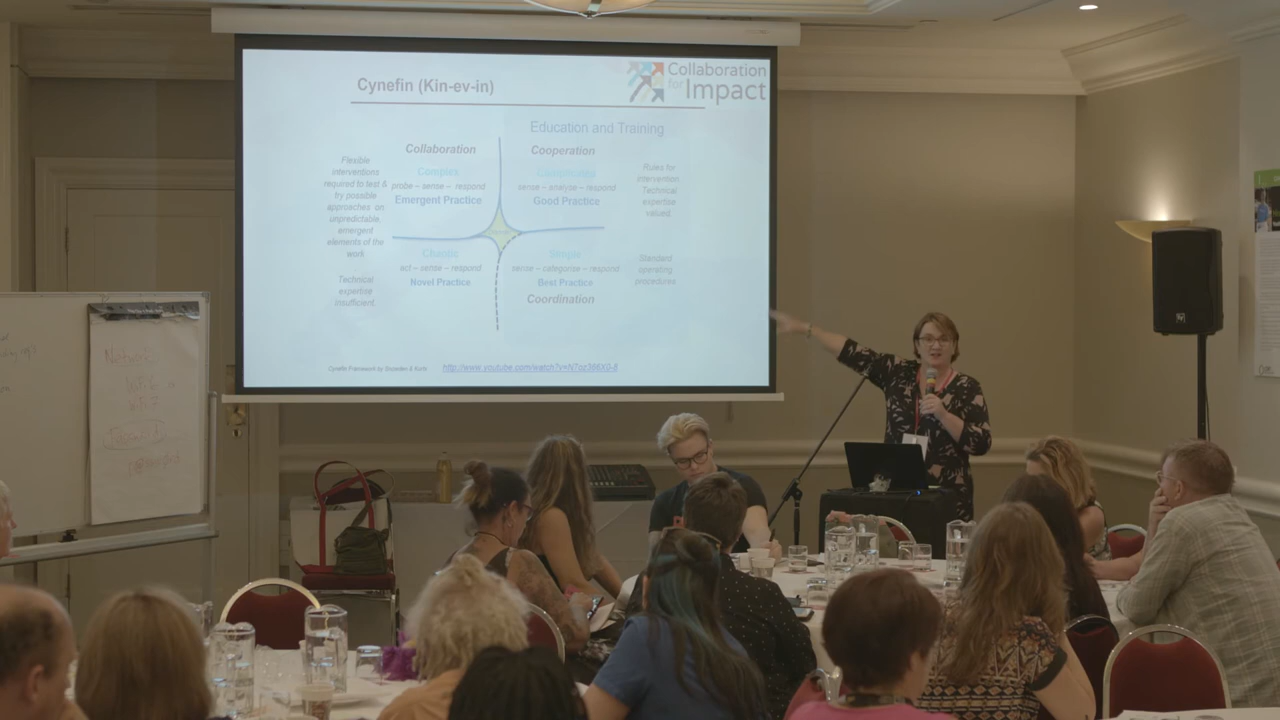 Cynefin (Kin-ev-in)
Collaboration
for Impact
Education and Training
Collaboration
Complex
probe – sense – respond
Emergent Practice
Cooperation
Complicated
sense – analyse – respond
Good Practice
Flexible
interventions
required to test &
try possible
approaches on
unpredictable,
emergent
elements of the
work
Technical
expertise
insufficient.
Rules for
intervention.
Technical
expertise
valued.
Chaotic
act – sense – respond
Novel Practice
Simple
sense – categorise – respond
Best Practice
Coordination
Standard
operating
procedures
Cynefin Framework by Snowden & Kurtz
Network